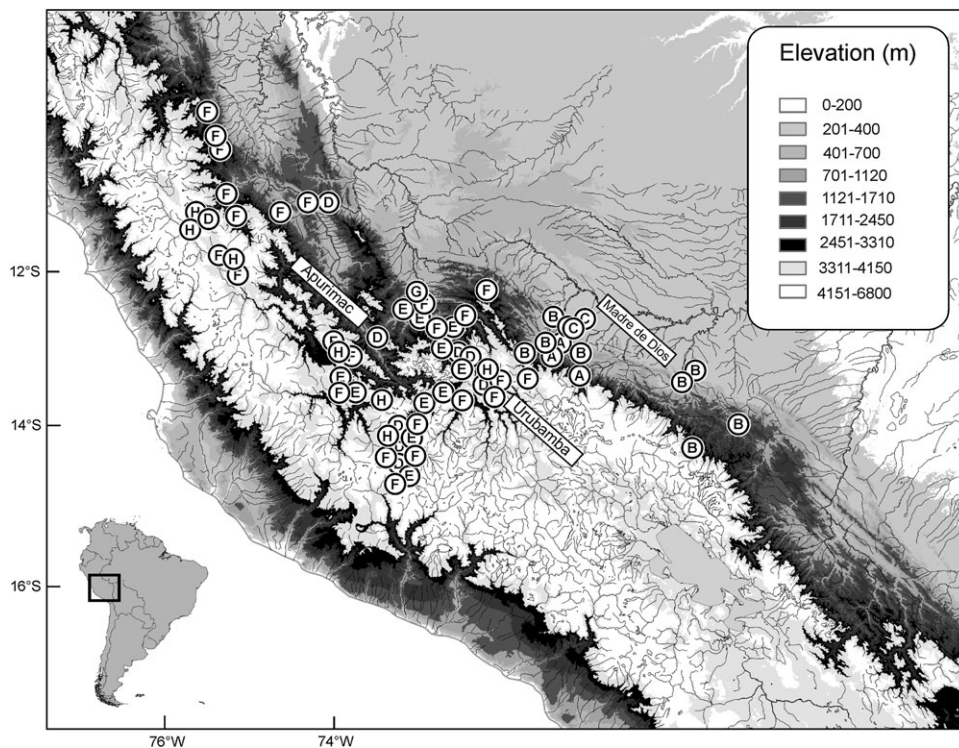 Elevation (m)
0-200
201-400
401-700
701-1120
1121-1710
1711-2450
2451-3310
3311-4150
4151-6800
F
F
F
F
H
D
F
H
F
F
D
F
H
F
12°S
Apurimac
G
E
F
E
F
F
E
F
D
E
D
E
H
F
H
F
F
E
H
E
E
F
F
D
F
B
C
C
A
B
A
B
B
A
Madre de Dios
B
B
B
B
Urubamba
14°S
F
H
E
F
F
E
F
16°S
76°W
74°W